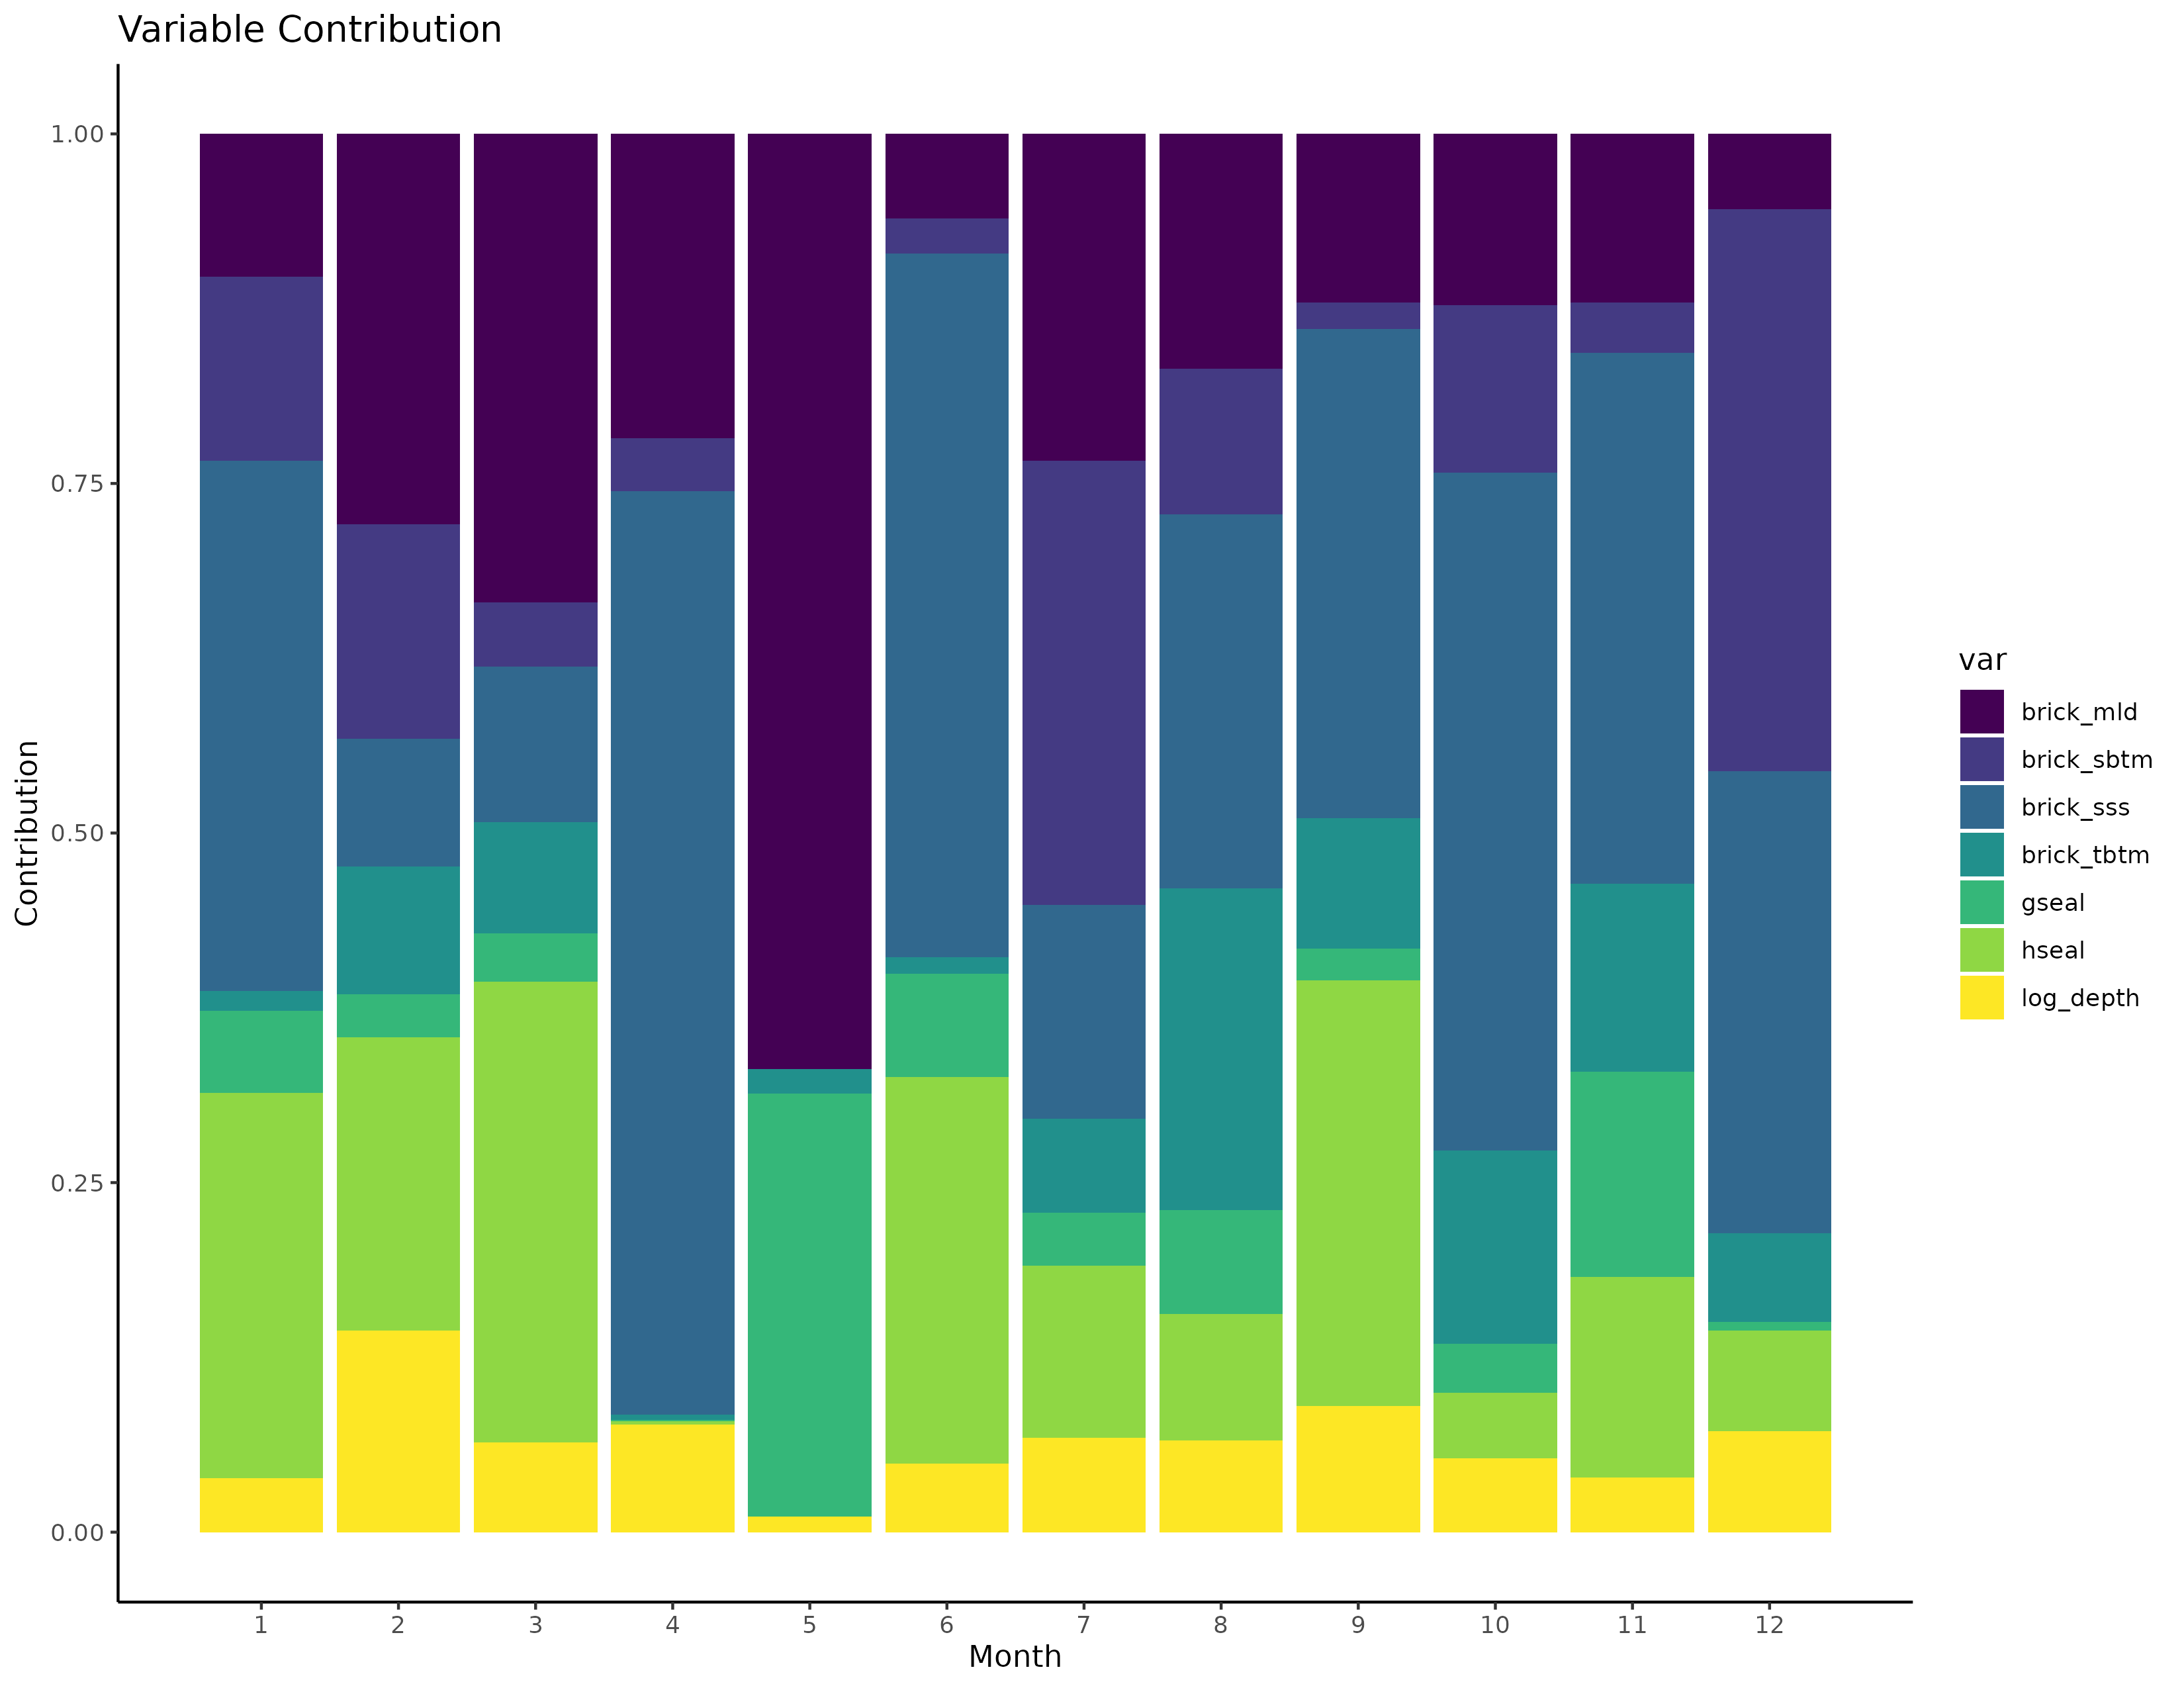 Variable Contribution
Contribution
1.00
0.75
0.50
0.25
0.00
1 2 3 4 5 6 7 8 9 10 11 12
Month
var
brick_mld
brick_sbtm
brick_sss
brick_tbtm
gseal
hseal
log_depth